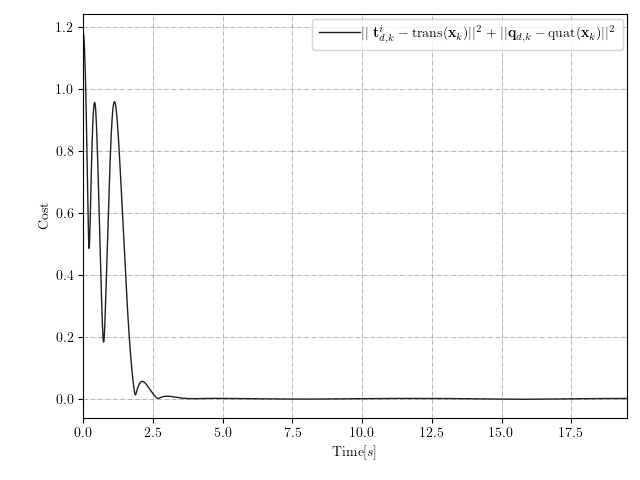 || t^i_{d,k} − trans(x_k)||^2 + ||q_{d,k} − quat(x_k)||^2
1.2
1.0
0.8
0.6
0.4
0.2
0.0
Cost
0.0 2.5 5.0 7.5 10.0 12.5 15.0 17.5
Time[s]